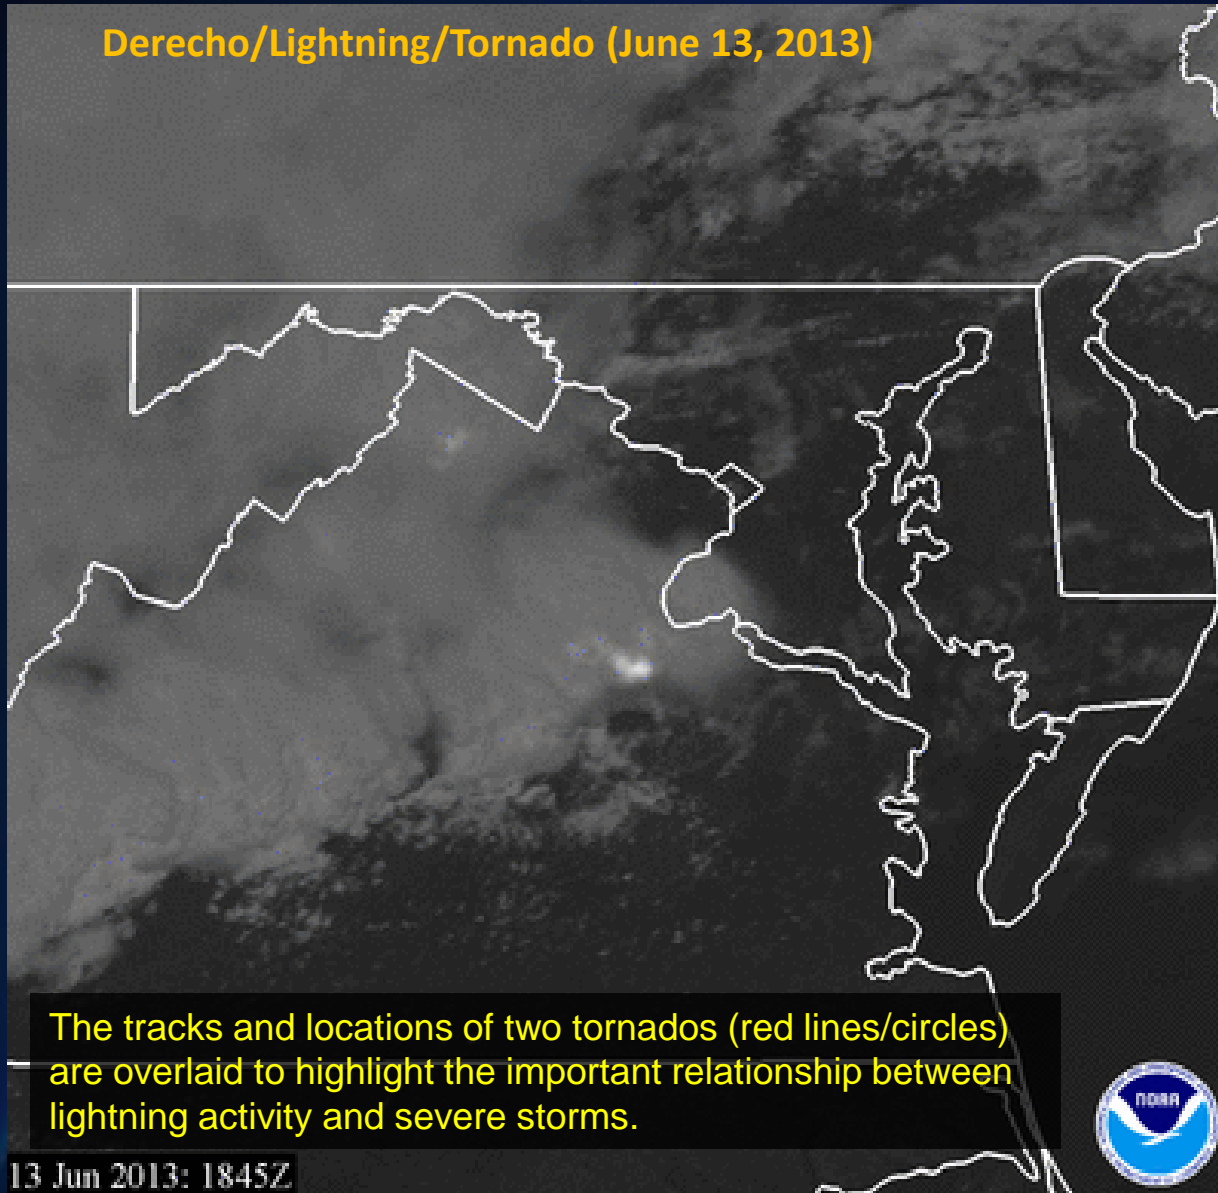 Derecho/Lightning/Tornado (June 13, 2013)
The tracks and locations of two tornados (red lines/circles)
are overlaid to highlight the important relationship between
lightning activity and severe storms.
NOAA
13 Jun 2013: 1845Z